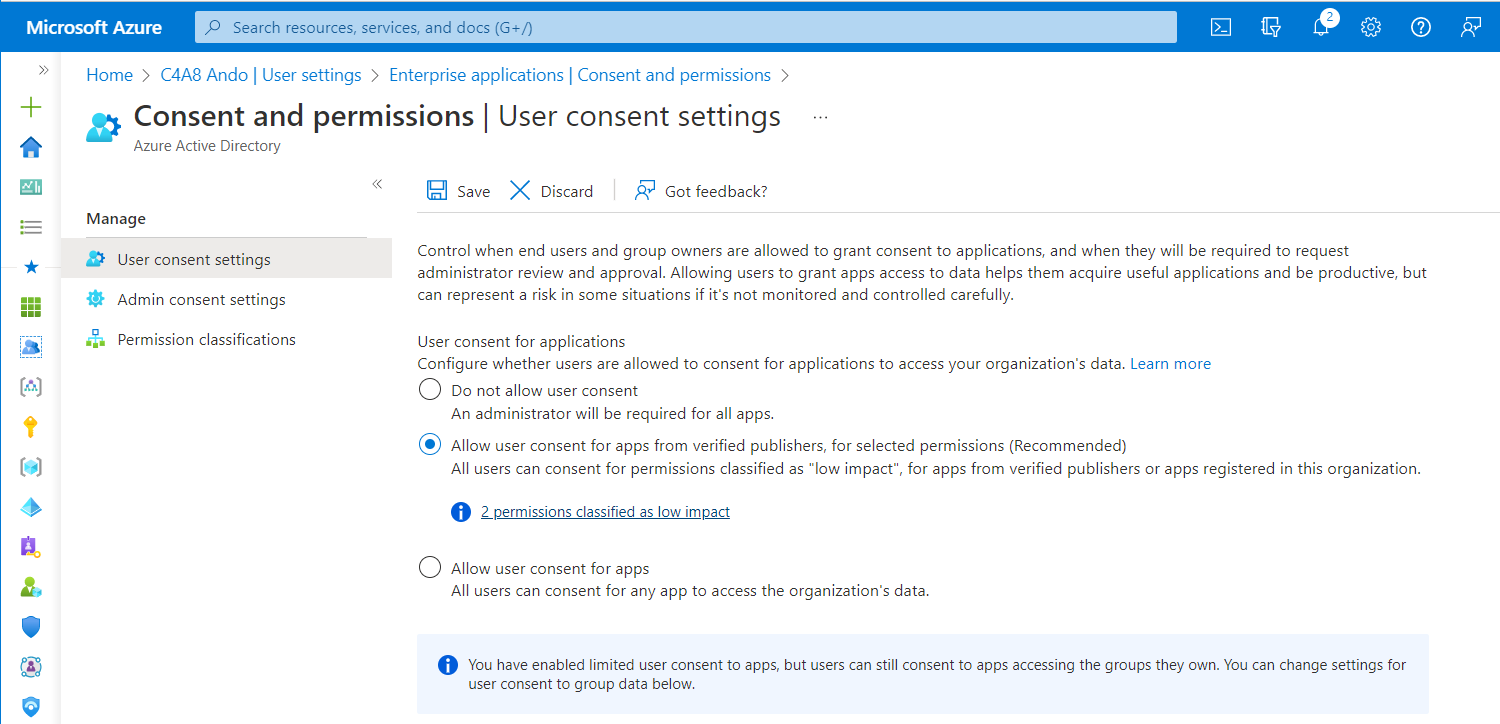 Microsoft Azure
Search resources, services, and docs (G+/)
2
Home > C4A8 Ando | User settings > Enterprise applications | Consent and permissions >
Consent and permissions | User consent settings ...
Azure Active Directory
Manage
User consent settings
Admin consent settings
Permission classifications
Save
Discard
Got feedback?
Control when end users and group owners are allowed to grant consent to applications, and when they will be required to request
administrator review and approval. Allowing users to grant apps access to data helps them acquire useful applications and be productive, but
can represent a risk in some situations if it's not monitored and controlled carefully.
User consent for applications
Configure whether users are allowed to consent for applications to access your organization's data. Learn more
Do not allow user consent
An administrator will be required for all apps.
Allow user consent for apps from verified publishers, for selected permissions (Recommended)
All users can consent for permissions classified as "low impact", for apps from verified publishers or apps registered in this organization.
2 permissions classified as low impact
Allow user consent for apps
All users can consent for any app to access the organization's data.
You have enabled limited user consent to apps, but users can still consent to apps accessing the groups they own. You can change settings for
user consent to group data below.